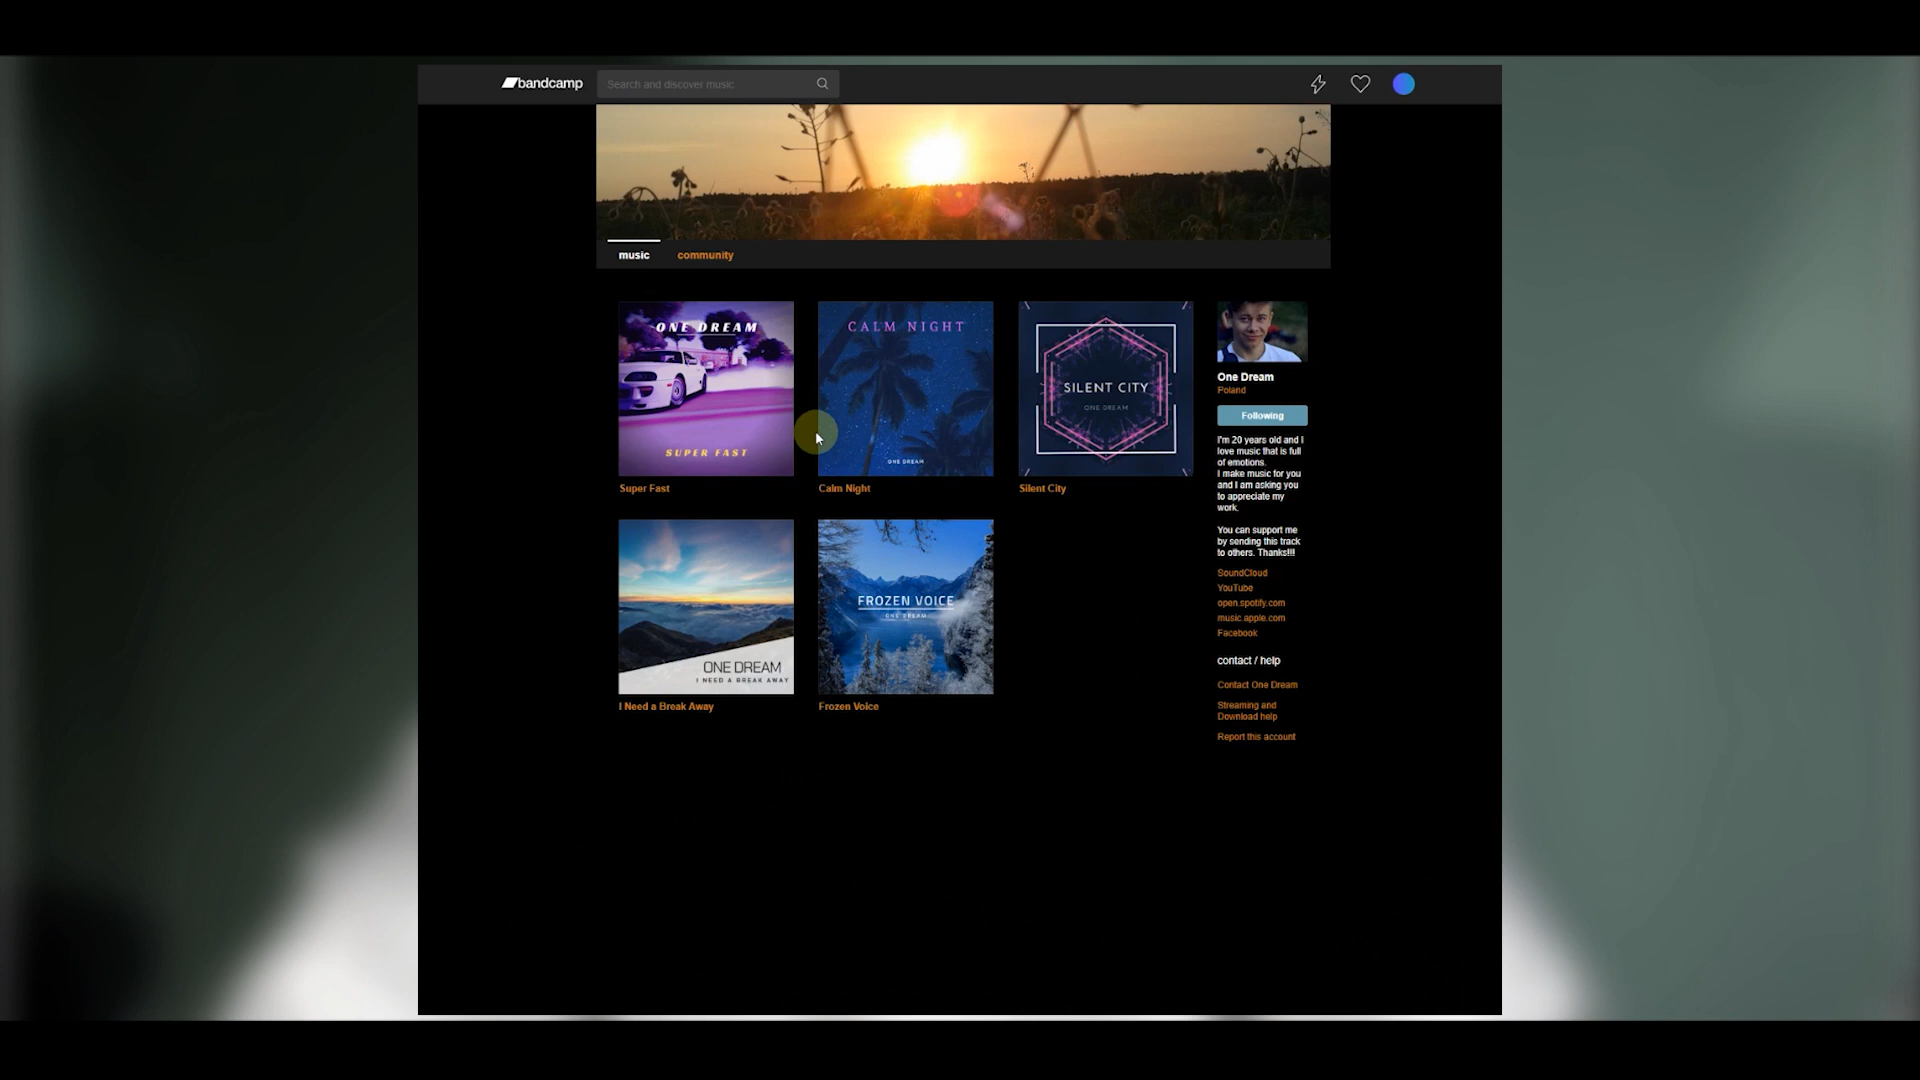 bandcamp
Search and discover music
music
community
ONE DREAM
SUPER FAST
Super Fast
CALM NIGHT
ONE DREAM
Calm Night
SILENT CITY
ONE DREAM
Silent City
ONE DREAM
I NEED A BREAK AWAY
I Need a Break Away
FROZEN VOICE
ONE DREAM
Frozen Voice
One Dream
Poland
Following
I'm 20 years old and I
love music that is full
of emotions.
I make music for you
and I am asking you
to appreciate my
work.
You can support me
by sending this track
to others. Thanks!!!
SoundCloud
YouTube
open.spotify.com
music.apple.com
Facebook
contact / help
Contact One Dream
Streaming and
Download help
Report this account